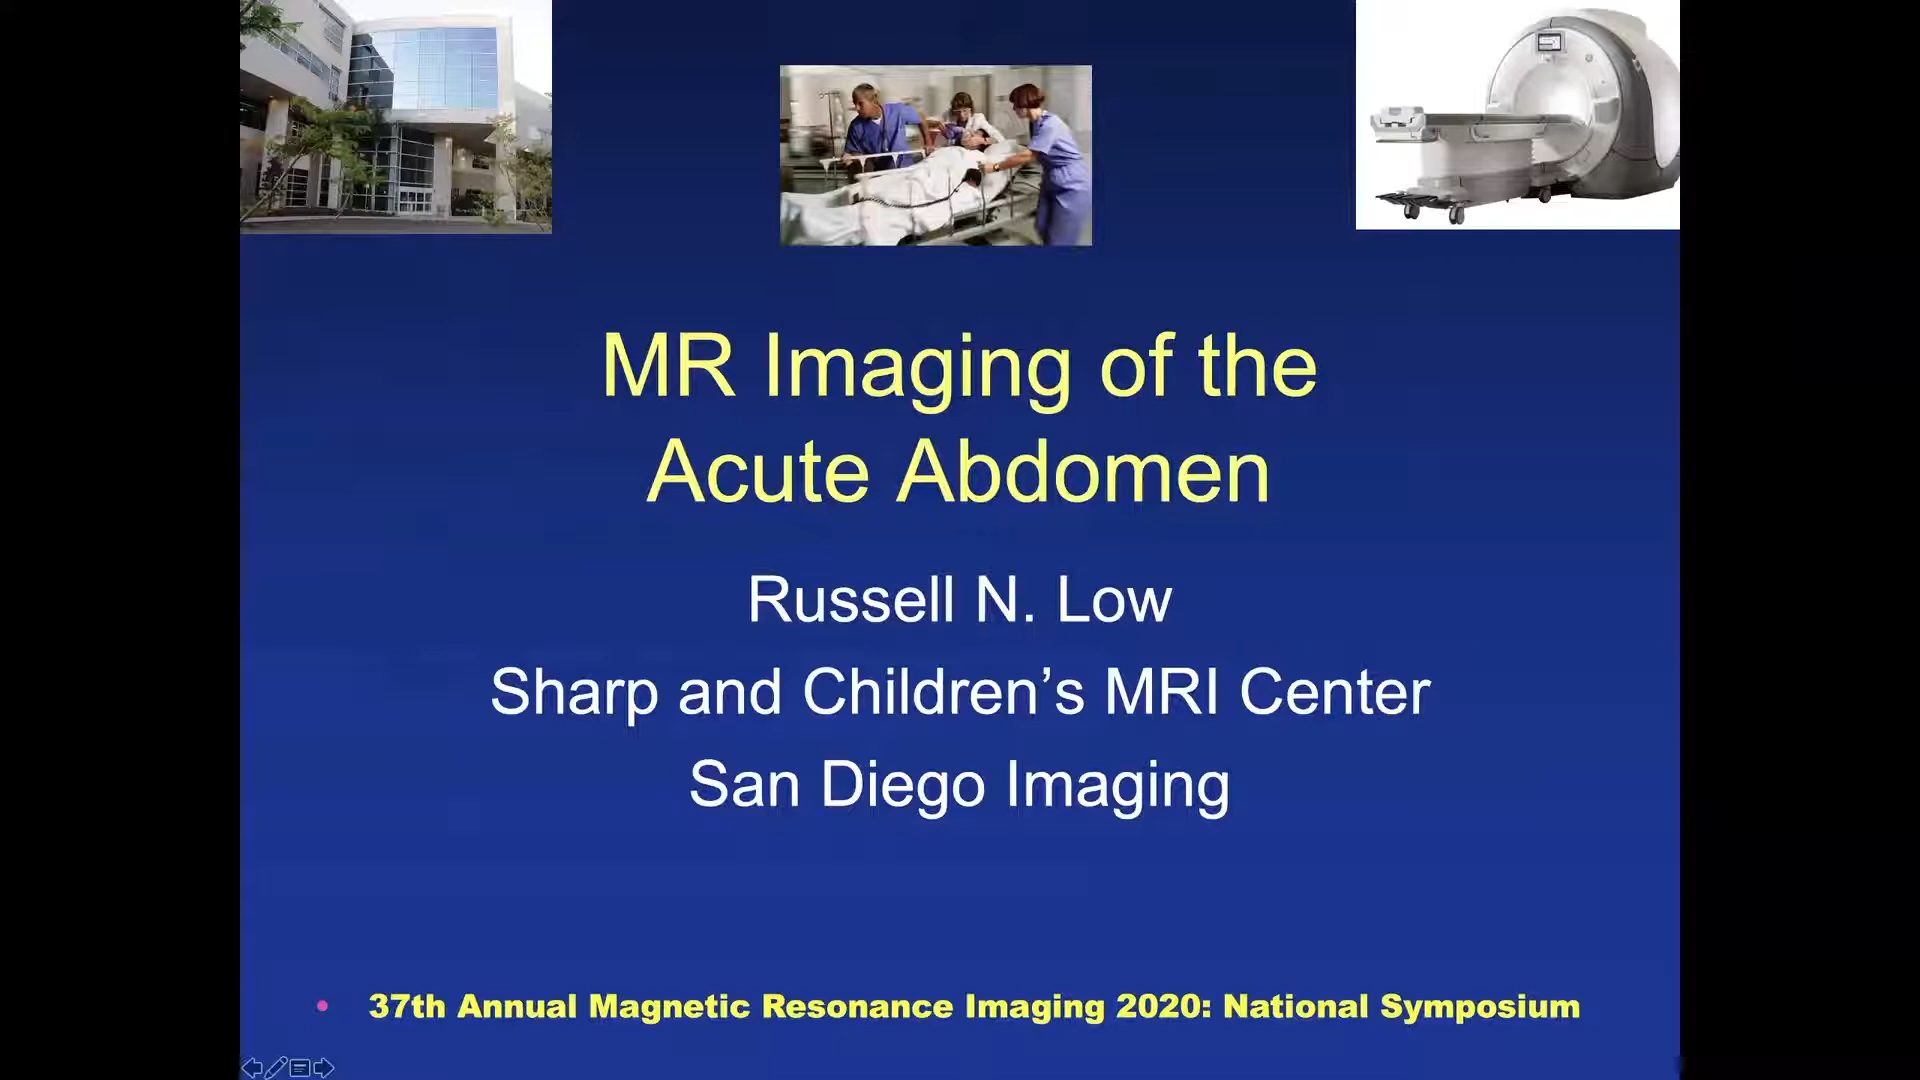 MR Imaging of the
Acute Abdomen
Russell N. Low
Sharp and Children’s MRI Center
San Diego Imaging
• 37th Annual Magnetic Resonance Imaging 2020: National Symposium